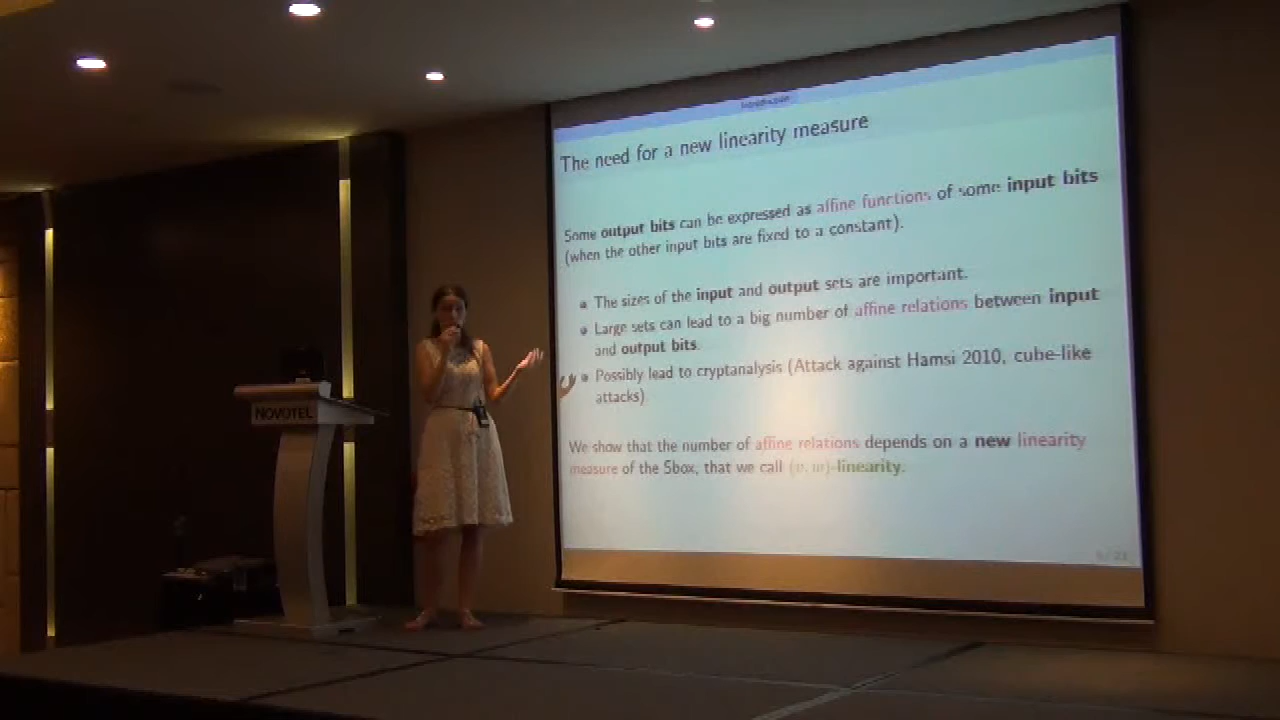 Introduction
The need for a new linearity measure
Some output bits can be expressed as affine functions of some input bits
(when the other input bits are fixed to a constant).
The sizes of the input and output sets are important.
Large sets can lead to a big number of affine relations between input
and output bits.
Possibly lead to cryptanalysis (Attack against Hamsi 2010, cube-like
attacks)
We show that the number of affine relations depends on a new linearity
measure of the Sbox, that we call (v, w)-linearity.
NOVOTEL